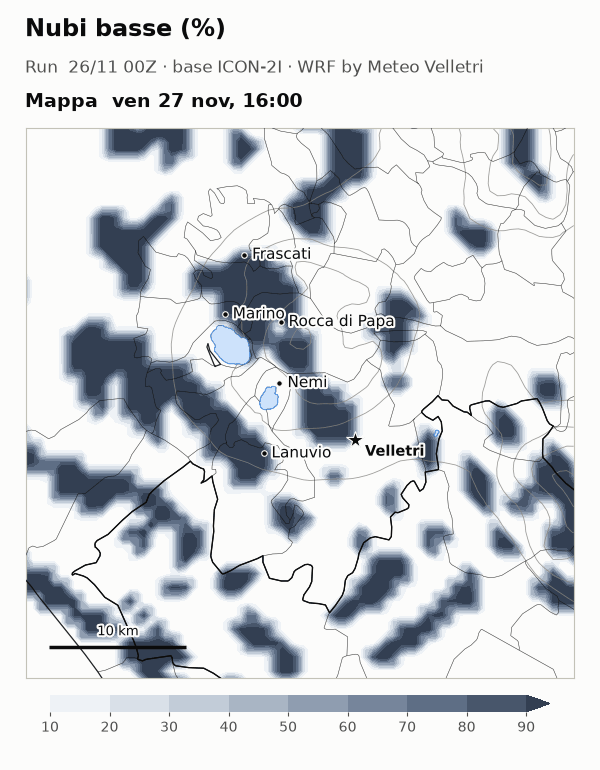 Nubi basse (%)
Run  26/11 00Z · base ICON-2I · WRF by Meteo Velletri
Mappa  ven 27 nov, 16:00
Frascati
Marino
Rocca di Papa
Nemi
Velletri
Lanuvio
10 km
10 20 30 40 50 60 70 80 90